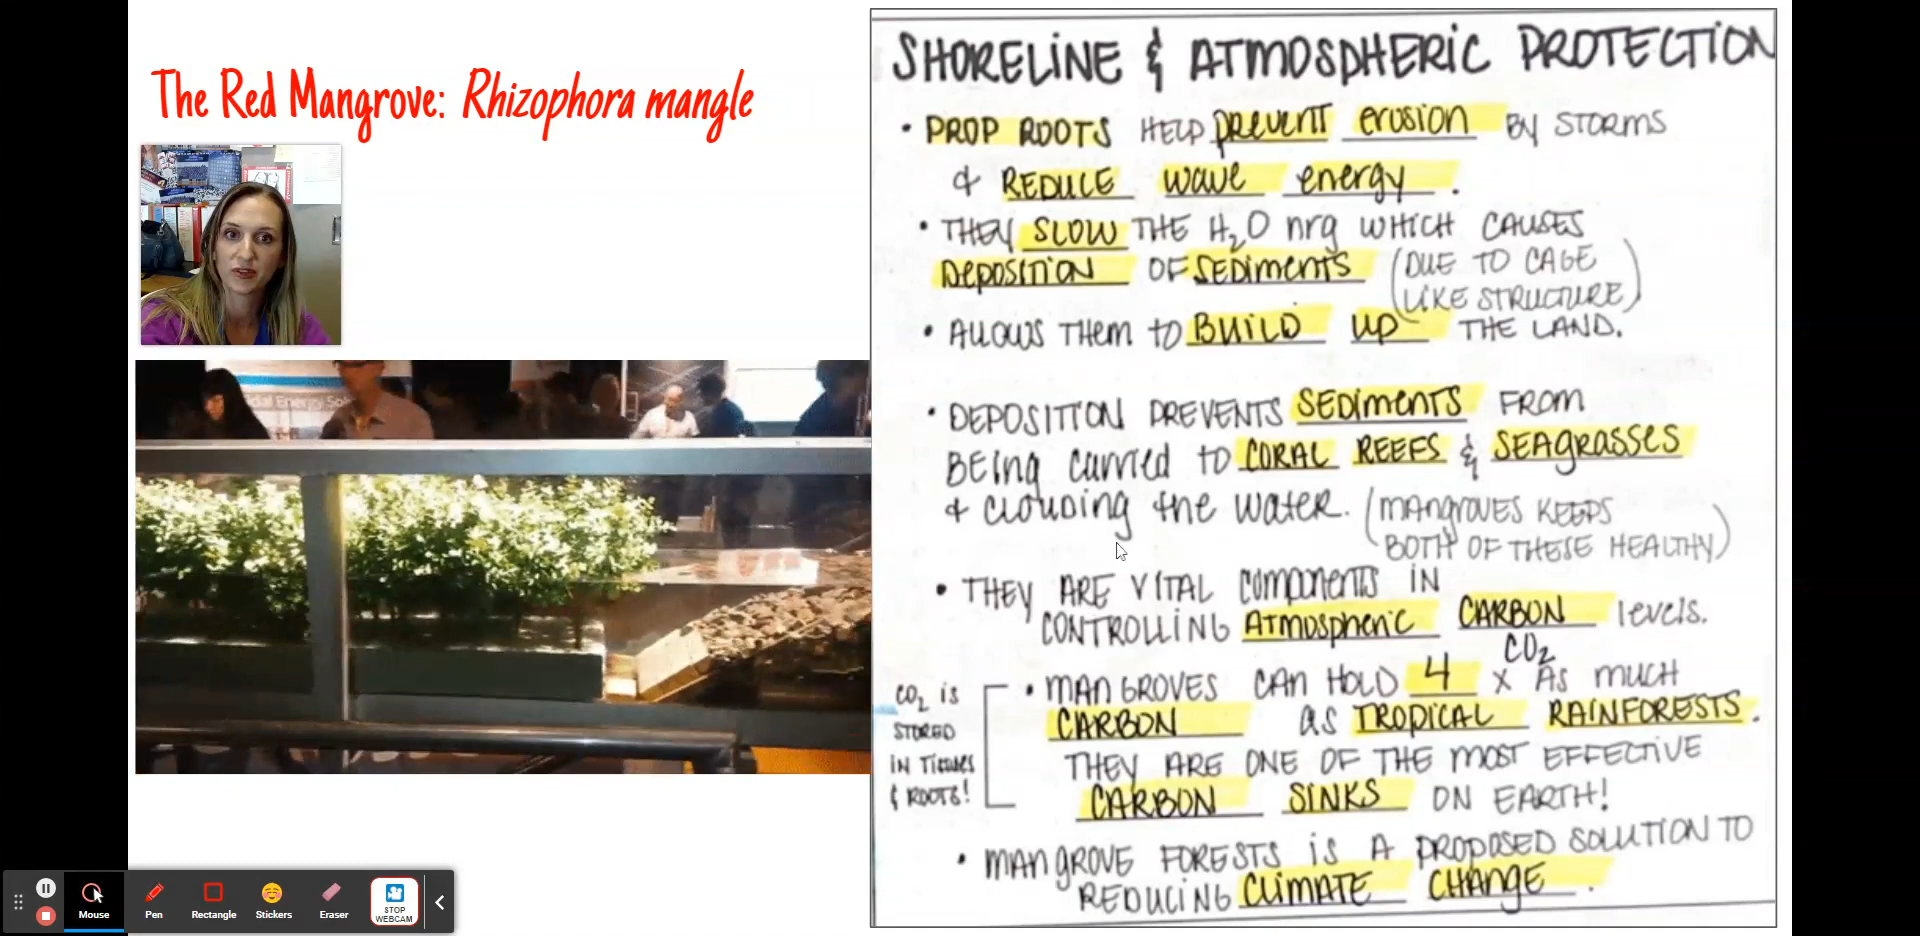 The Red Mangrove: Rhizophora mangle
Tidal Energy Sol
SHORELINE & ATMOSPHERIC PROTECTION
• PROP ROOTS HELP prevent erosion BY STORMS
& REDUCE wave energy.
• THEY SLOW THE H₂O nrg WHICH CAUSES
Deposition OF SEDIMENTS (DUE TO CAGE
LIKE STRUCTURE)
• ALLOWS THEM TO BUILD UP THE LAND.
• DEPOSITION PREVENTS SEDIMENTS FROM
BEING carried TO CORAL REEFS & SEAGRASSES
& CLOUDING the WATER. (MANGROVES KEEPS
BOTH OF THESE HEALTHY)
• THEY ARE VITAL components IN
CONTROLLING ATMOSPHERIC CARBON levels.
CO₂
• MANGROVES CAN HOLD 4 X AS MUCH
CARBON as TROPICAL RAINFORESTS.
THEY ARE ONE OF THE MOST EFFECTIVE
CARBON SINKS ON EARTH!
CO₂ is
STORED
IN TISSUES
& ROOTS!
• MANGROVE FORESTS IS A PROPOSED SOLUTION TO
REDUCING CLIMATE CHANGE.
Mouse
Pen
Rectangle
Stickers
Eraser
STOP
WEBCAM